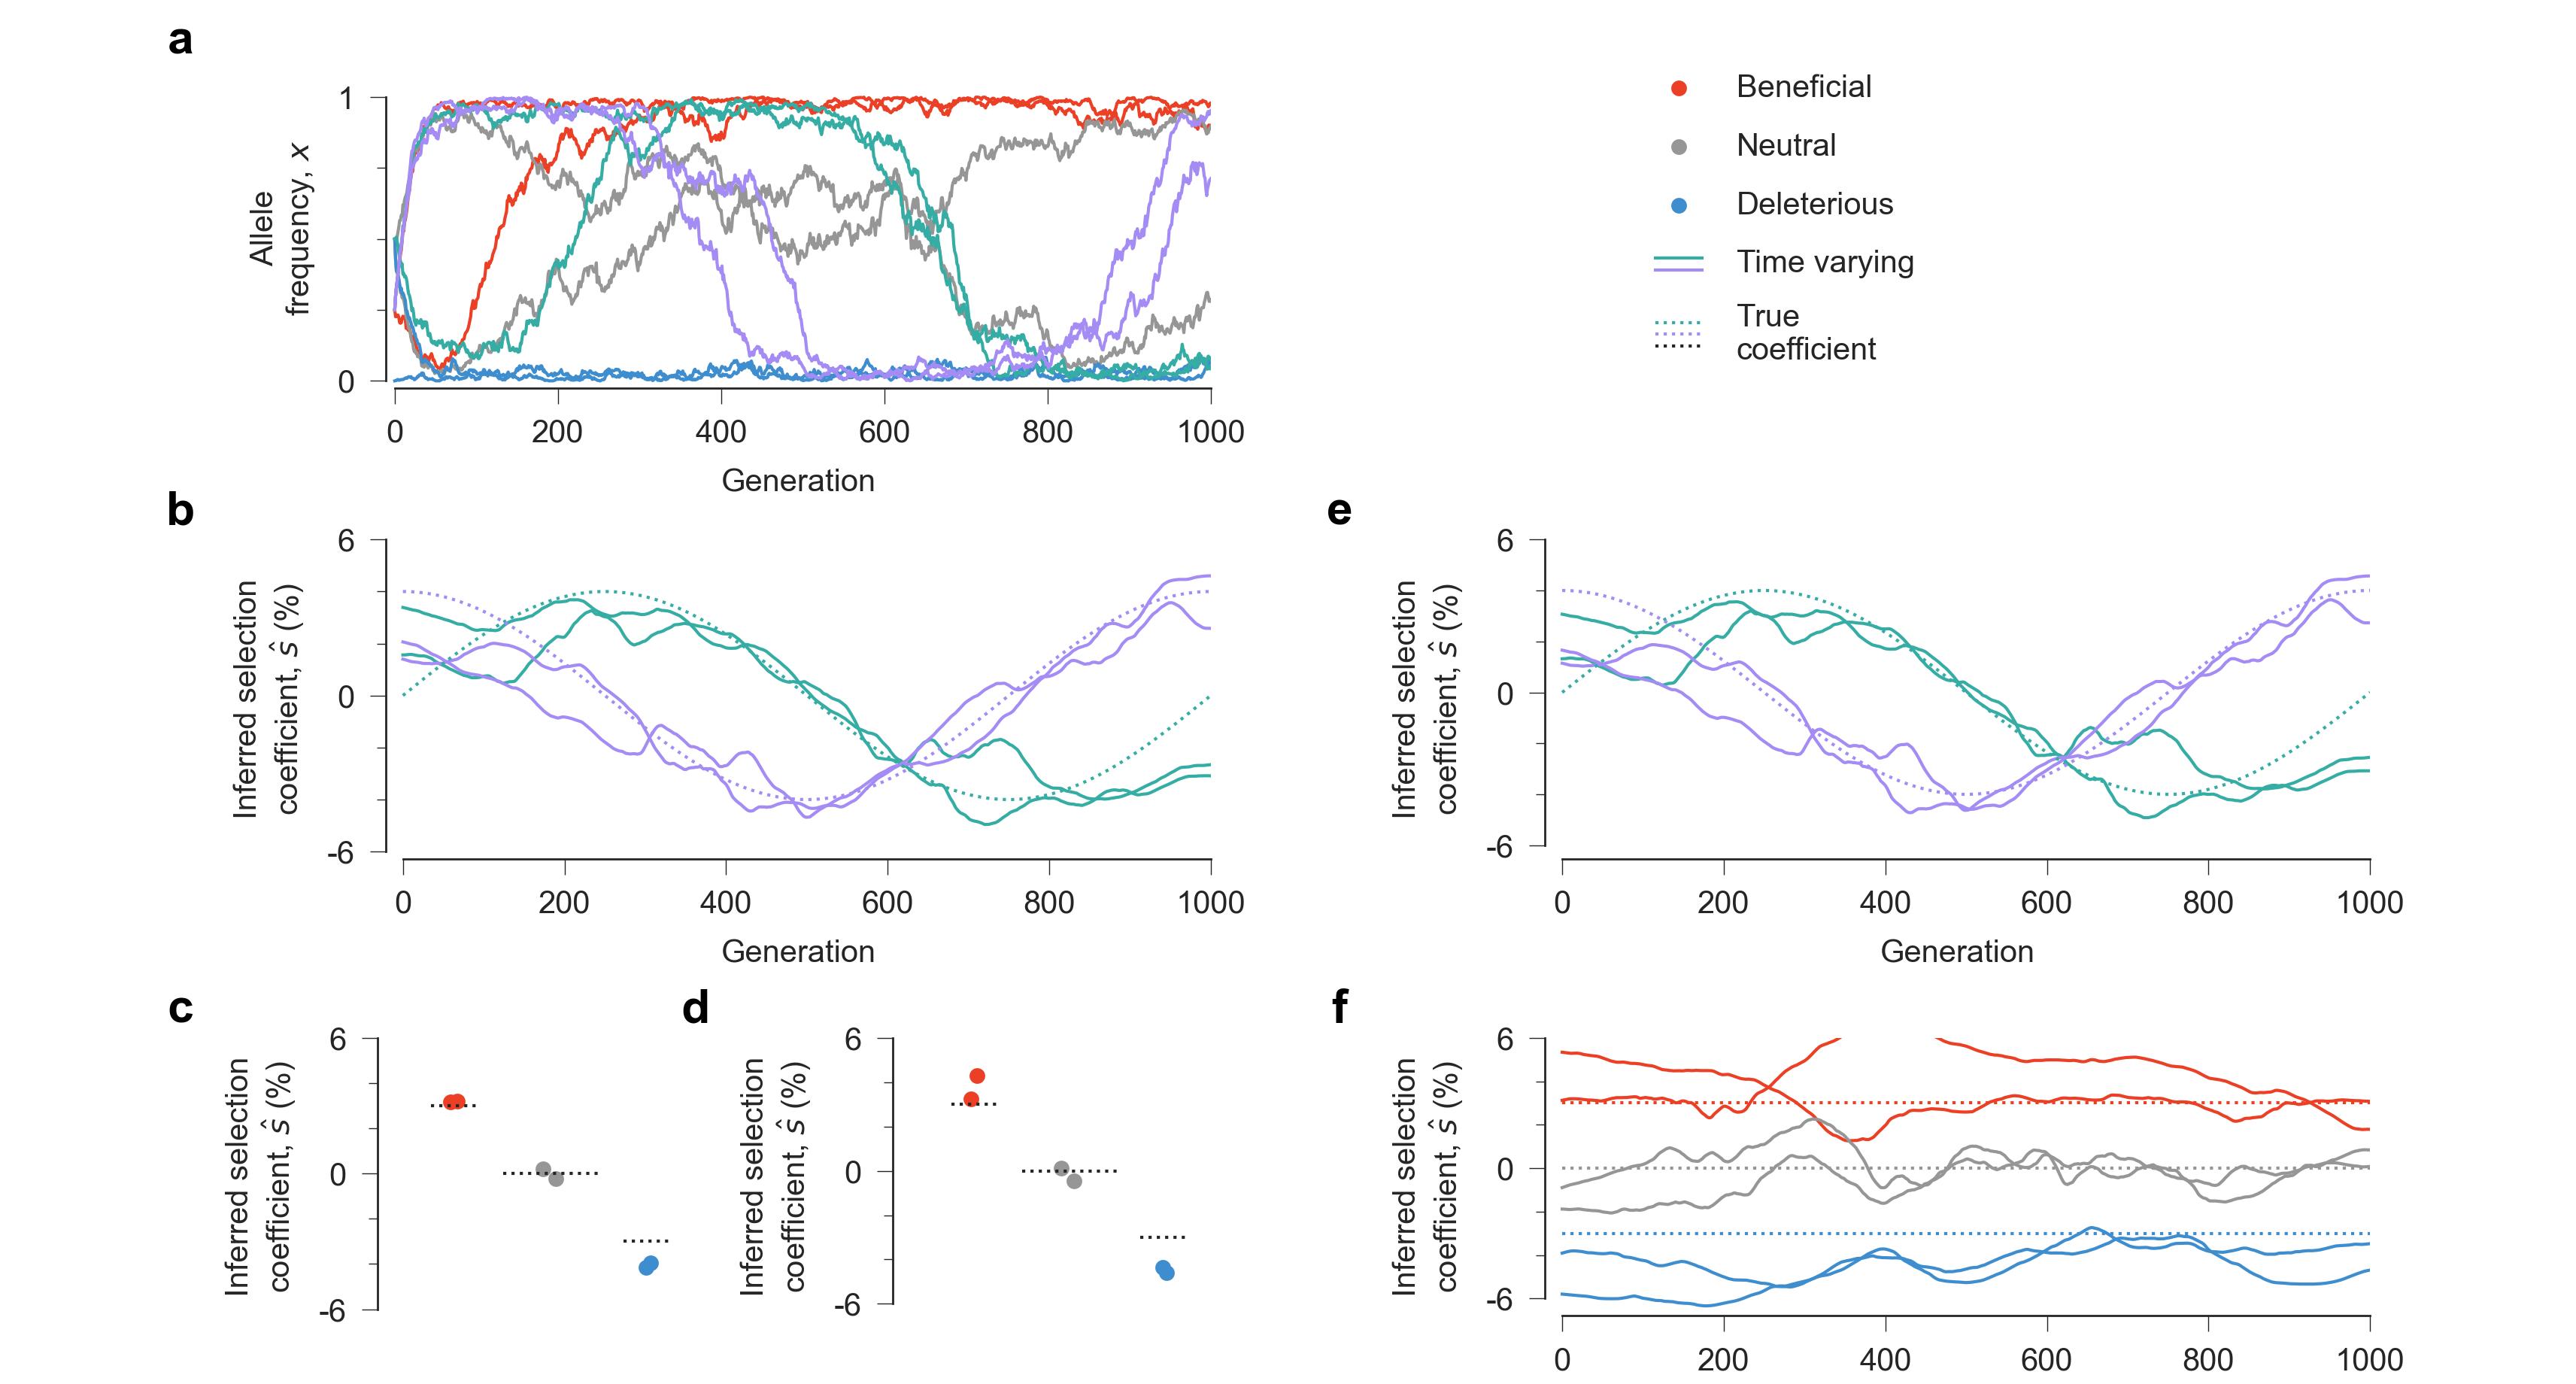 a
1
0
Allele
frequency, x
0 200 400 600 800 1000
Generation
Beneficial
Neutral
Deleterious
Time varying
True
coefficient
b
6
0
-6
Inferred selection
coefficient, ŝ (%)
0 200 400 600 800 1000
Generation
e
6
0
-6
Inferred selection
coefficient, ŝ (%)
0 200 400 600 800 1000
Generation
c
6
0
-6
Inferred selection
coefficient, ŝ (%)
d
6
0
-6
Inferred selection
coefficient, ŝ (%)
f
6
0
-6
Inferred selection
coefficient, ŝ (%)
0 200 400 600 800 1000